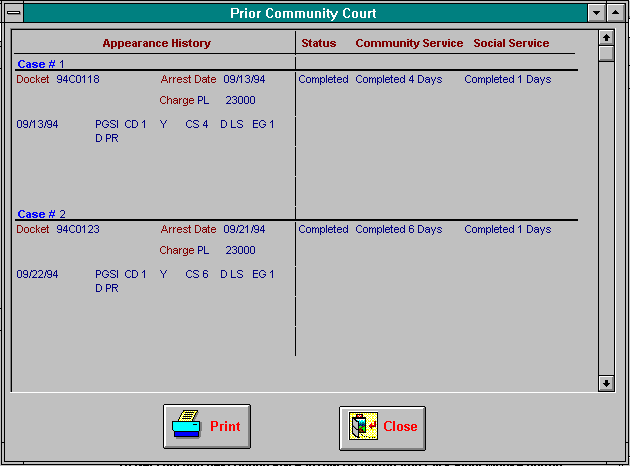 Prior Community Court
Appearance History Status Community Service Social Service
Case # 1
Docket 94C0118 Arrest Date 09/13/94 Completed Completed 4 Days Completed 1 Days
Charge PL 23000
09/13/94 PGSI CD 1 Y CS 4 D LS EG 1
D PR
Case # 2
Docket 94C0123 Arrest Date 09/21/94 Completed Completed 6 Days Completed 1 Days
Charge PL 23000
09/22/94 PGSI CD 1 Y CS 6 D LS EG 1
D PR
Print Close